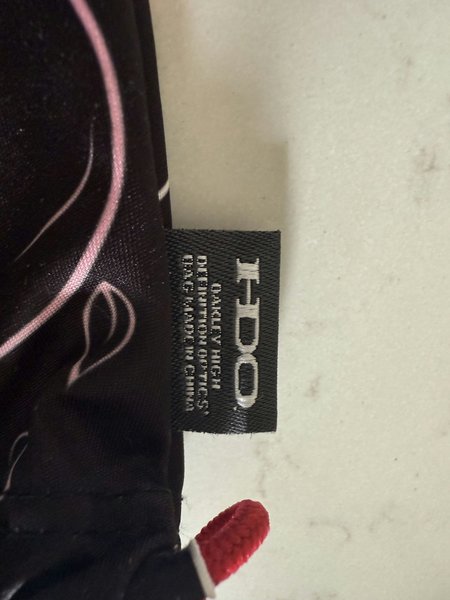 HDO
OAKLEY HIGH
DEFINITION OPTICS'
BAG MADE IN CHINA